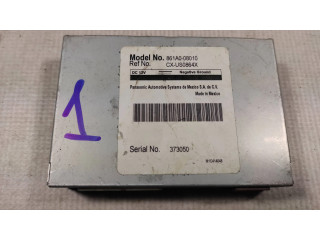 Model No. 861A0-08010
Ref No. CX-US0864X
DC 12V Negative Ground
Panasonic Automotive Systems de Mexico S.A. de C.V.
Made in Mexico
1
Serial No. 373050